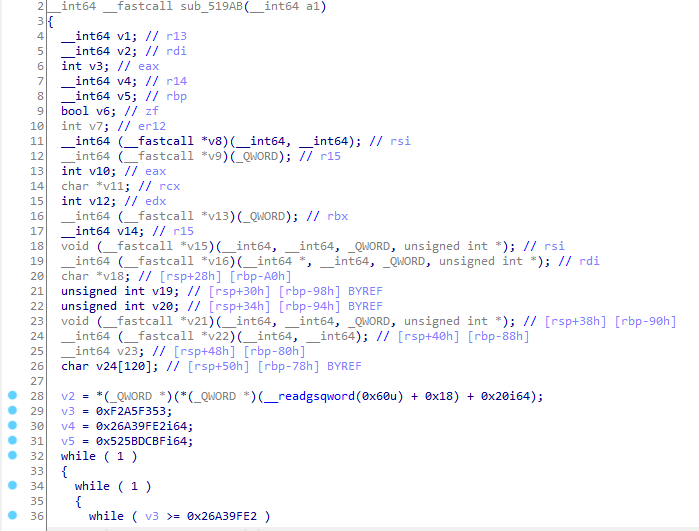 2 __int64 __fastcall sub_519AB(__int64 a1)
3 {
4 __int64 v1; // r13
5 __int64 v2; // rdi
6 int v3; // eax
7 __int64 v4; // r14
8 __int64 v5; // rbp
9 bool v6; // zf
10 int v7; // er12
11 __int64 (__fastcall *v8)(__int64, __int64); // rsi
12 __int64 (__fastcall *v9)(_QWORD); // r15
13 int v10; // eax
14 char *v11; // rcx
15 int v12; // edx
16 __int64 (__fastcall *v13)(_QWORD); // rbx
17 __int64 v14; // r15
18 void (__fastcall *v15)(__int64, __int64, _QWORD, unsigned int *); // rsi
19 __int64 (__fastcall *v16)(__int64 *, __int64, _QWORD, unsigned int *); // rdi
20 char *v18; // [rsp+28h] [rbp-A0h]
21 unsigned int v19; // [rsp+30h] [rbp-98h] BYREF
22 unsigned int v20; // [rsp+34h] [rbp-94h] BYREF
23 void (__fastcall *v21)(__int64, __int64, _QWORD, unsigned int *); // [rsp+38h] [rbp-90h]
24 __int64 (__fastcall *v22)(__int64, __int64); // [rsp+40h] [rbp-88h]
25 __int64 v23; // [rsp+48h] [rbp-80h]
26 char v24[120]; // [rsp+50h] [rbp-78h] BYREF
27
28 v2 = *(_QWORD *)(*(_QWORD *)(__readgsqword(0x60u) + 0x18) + 0x20i64);
29 v3 = 0xF2A5F353;
30 v4 = 0x26A39FE2i64;
31 v5 = 0x525BDCBFi64;
32 while ( 1 )
33 {
34 while ( 1 )
35 {
36 while ( v3 >= 0x26A39FE2 )